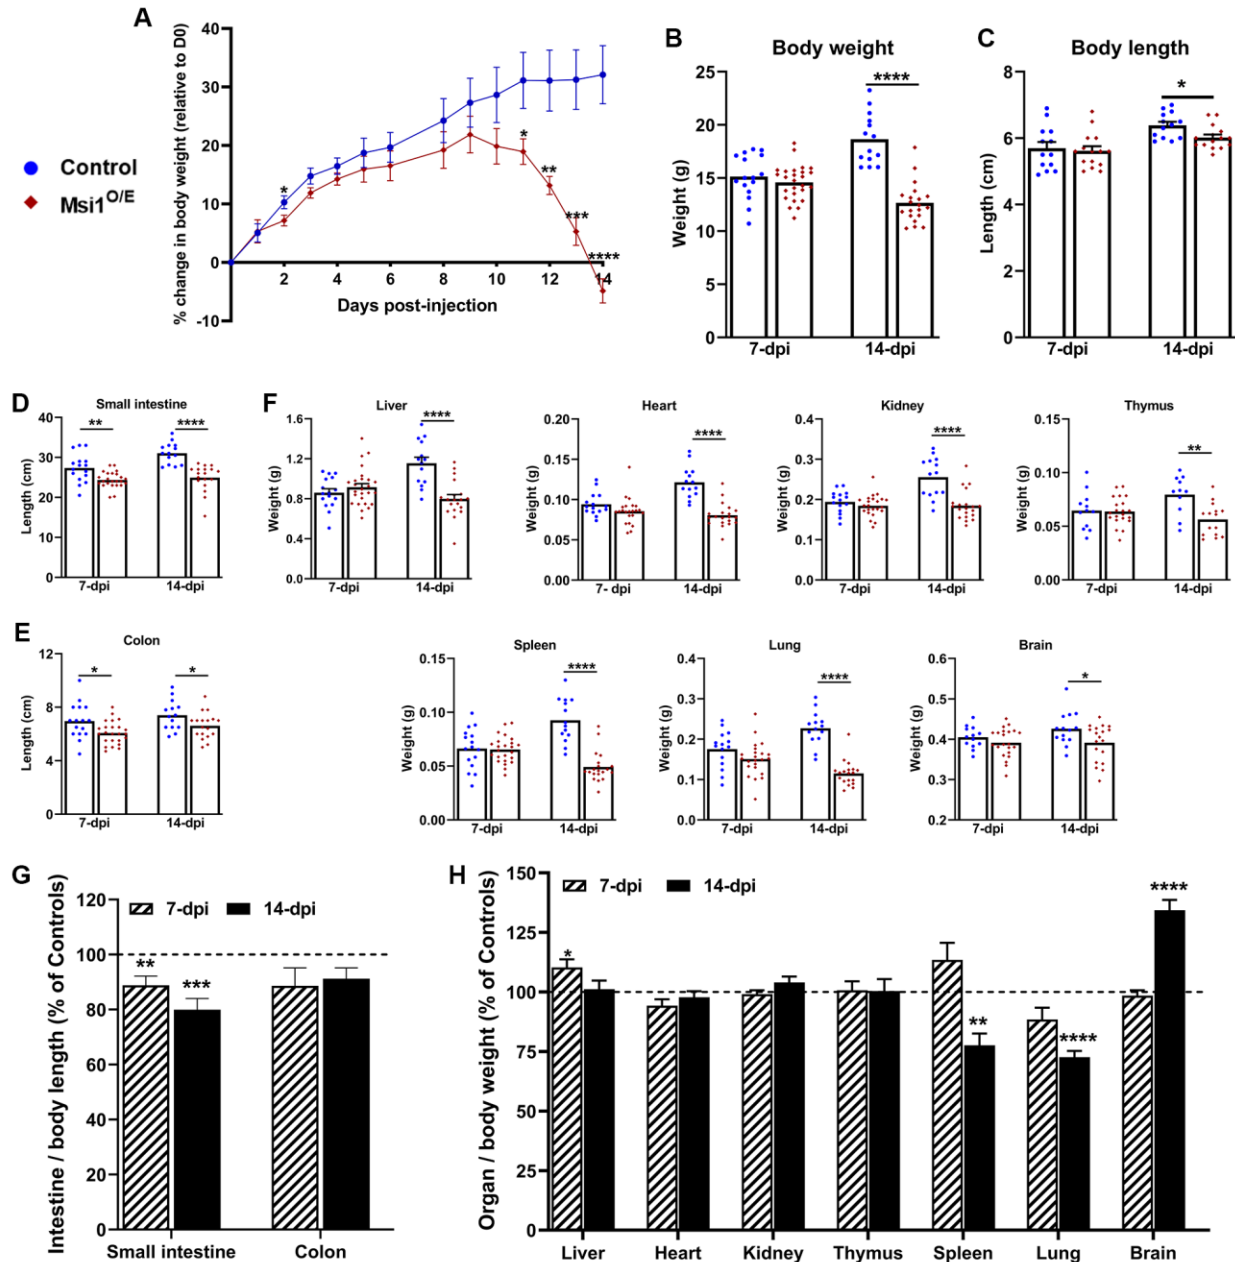 A
% change in body weight (relative to D0)
40
30
20
10
0
-10
*
*
**
***
****
2
4
6
8
10
12
14
Days post-injection
Control
Msi1^O/E
B
Body weight
****
Weight (g)
25
20
15
10
5
0
7-dpi
14-dpi
C
Body length
*
Length (cm)
8
6
4
2
0
7-dpi
14-dpi
D
Small intestine
**
****
Length (cm)
40
30
20
10
0
7-dpi
14-dpi
F
Liver
****
Weight (g)
1.6
1.2
0.8
0.4
0.0
7-dpi
14-dpi
Heart
****
Weight (g)
0.20
0.15
0.10
0.05
0.00
7- dpi
14-dpi
Kidney
****
Weight (g)
0.4
0.3
0.2
0.1
0.0
7-dpi
14-dpi
Thymus
**
Weight (g)
0.15
0.10
0.05
0.00
7-dpi
14-dpi
E
Colon
*
*
Length (cm)
12
8
4
0
7-dpi
14-dpi
Spleen
****
Weight (g)
0.15
0.10
0.05
0.00
7-dpi
14-dpi
Lung
****
Weight (g)
0.4
0.3
0.2
0.1
0.0
7-dpi
14-dpi
Brain
*
Weight (g)
0.6
0.5
0.4
0.3
0.2
7-dpi
14-dpi
G
Intestine / body length (% of Controls)
7-dpi
14-dpi
120
100
80
60
40
20
0
**
***
Small intestine
Colon
H
Organ / body weight (% of Controls)
7-dpi
14-dpi
150
125
100
75
50
25
0
*
**
****
****
Liver
Heart
Kidney
Thymus
Spleen
Lung
Brain